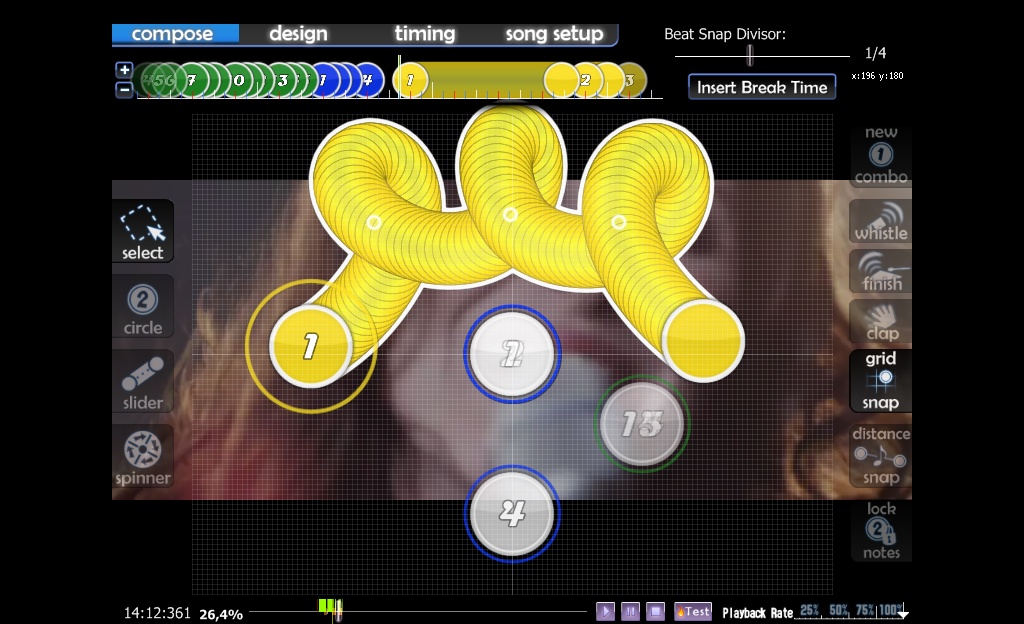 compose design timing song setup
Beat Snap Divisor:
1/4
x:196 y:180
+
−
456 7 0 3 1 4 1 2 3
Insert Break Time
new
1
combo
select
whistle
2
circle
finish
clap
slider
grid
snap
spinner
distance
snap
lock
2
notes
1
2
13
4
14:12:361 26,4%
Test
Playback Rate 25% 50% 75% 100%